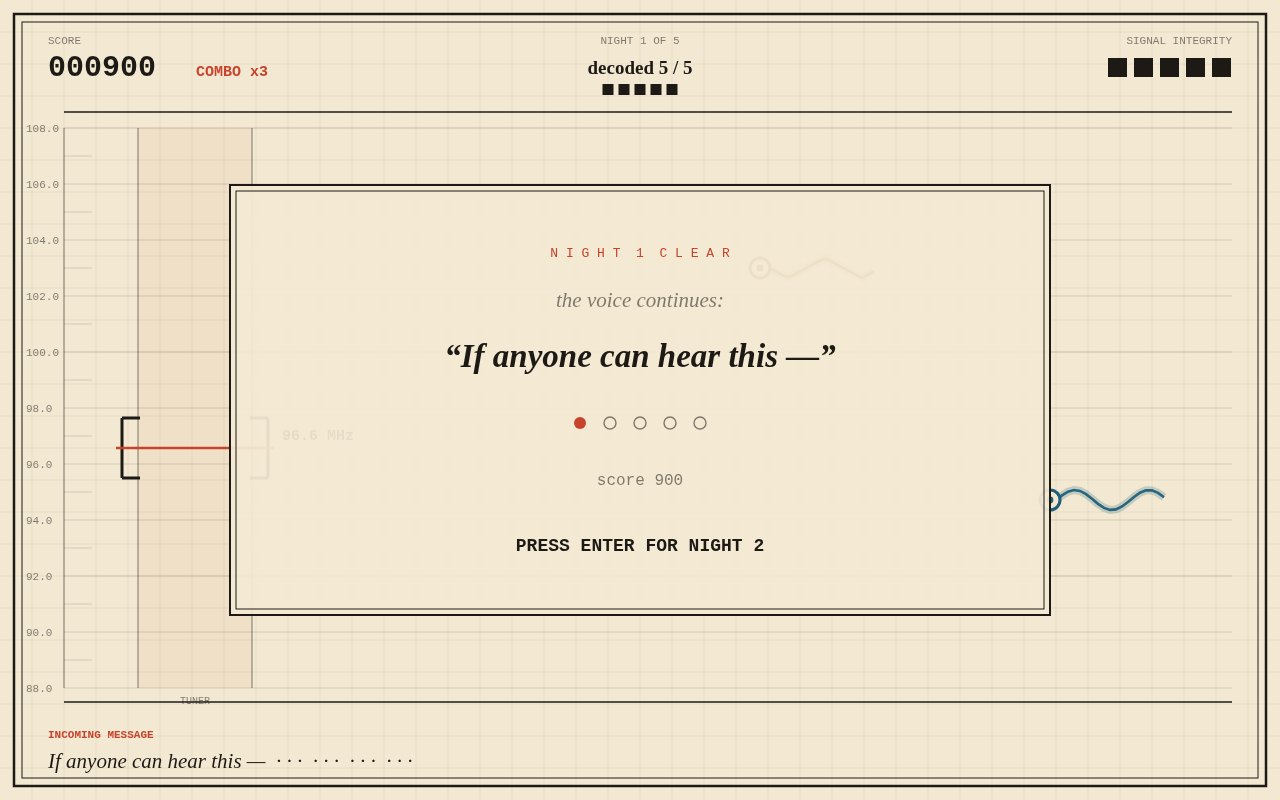 SCORE
000900
COMBO x3
NIGHT 1 OF 5
decoded 5 / 5
SIGNAL INTEGRITY
108.0
106.0
104.0
102.0
100.0
98.0
96.0
94.0
92.0
90.0
88.0
NIGHT 1 CLEAR
the voice continues:
“If anyone can hear this —”
96.6 MHz
score 900
PRESS ENTER FOR NIGHT 2
TUNER
INCOMING MESSAGE
If anyone can hear this — · · · · · · · · · · · ·